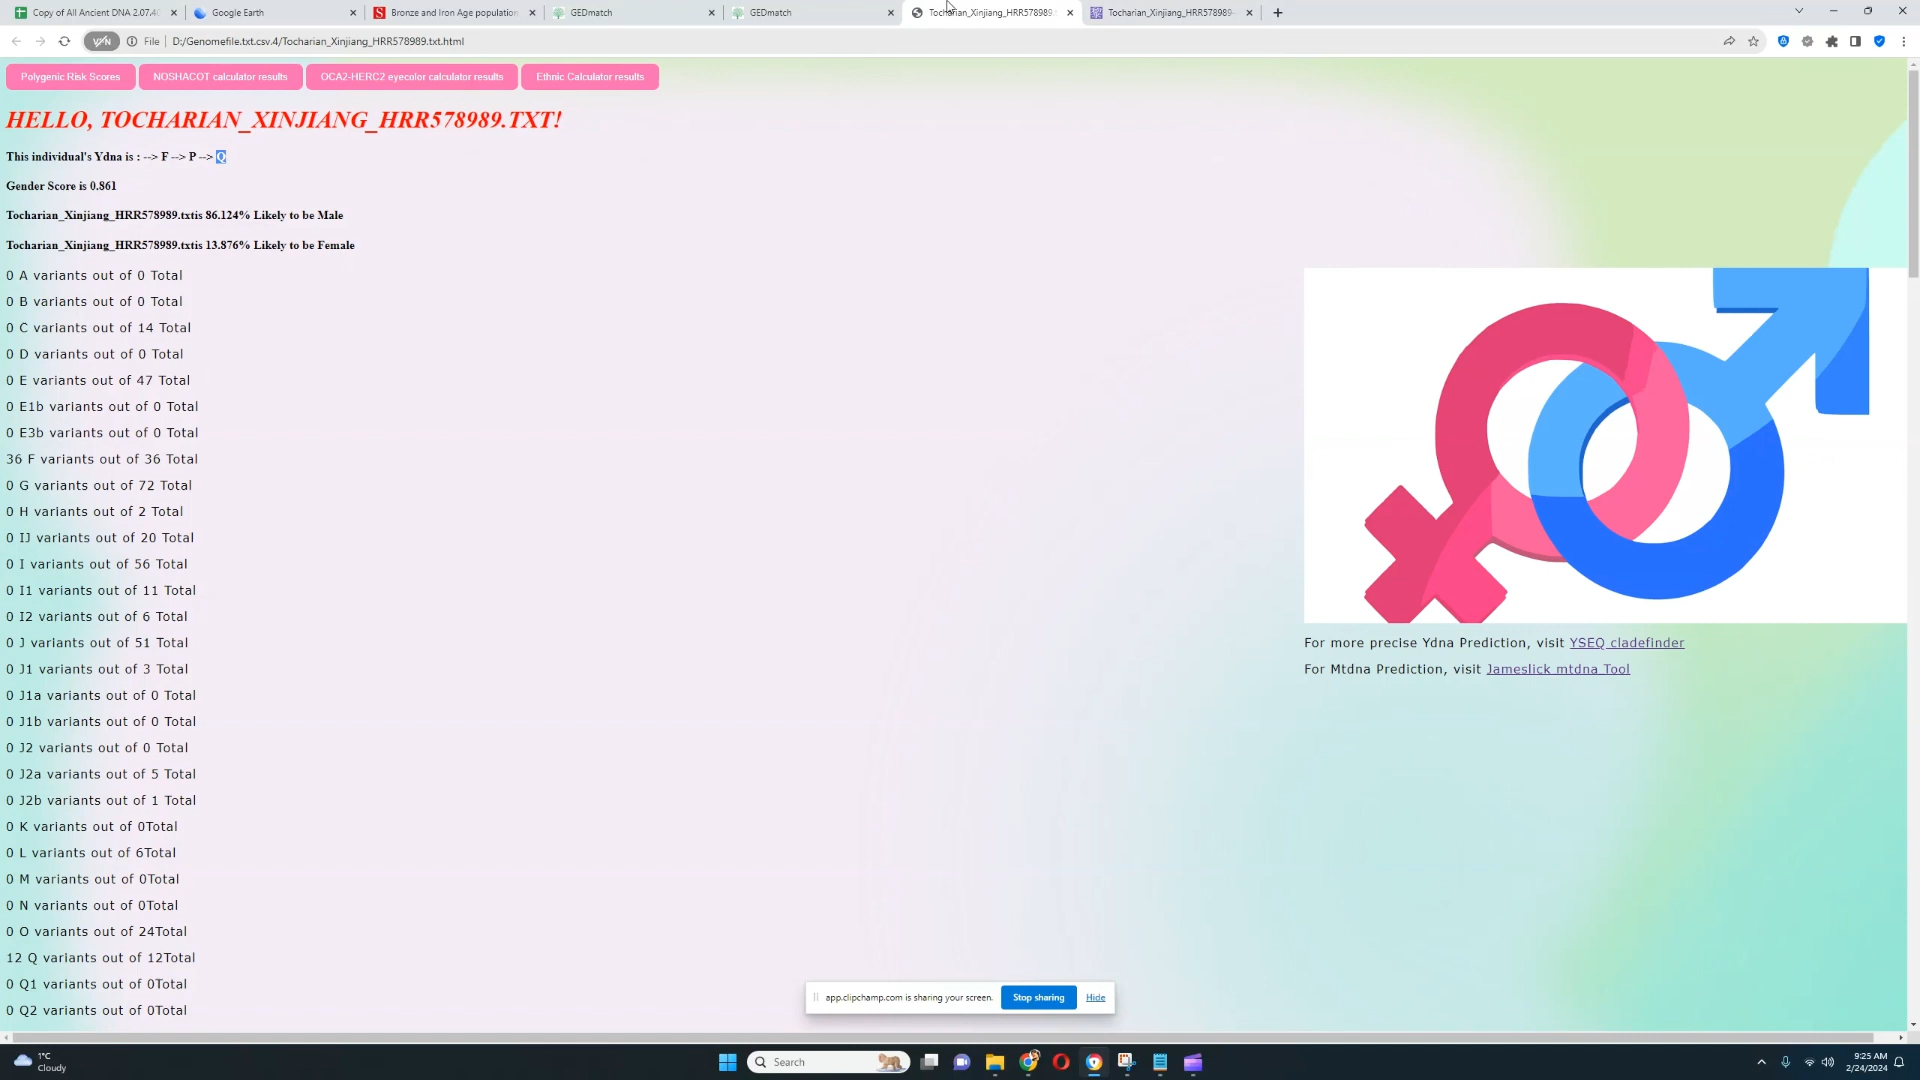 Copy of All Ancient DNA 2.07.4
Google Earth
Bronze and Iron Age population
GEDmatch
GEDmatch
Tocharian_Xinjiang_HRR578989.
Tocharian_Xinjiang_HRR578989-
VPN
File
D:/Genomefile.txt.csv.4/Tocharian_Xinjiang_HRR578989.txt.html
Polygenic Risk Scores
NOSHACOT calculator results
OCA2-HERC2 eyecolor calculator results
Ethnic Calculator results
HELLO, TOCHARIAN_XINJIANG_HRR578989.TXT!
This individual's Ydna is : --> F --> P --> Q
Gender Score is 0.861
Tocharian_Xinjiang_HRR578989.txtis 86.124% Likely to be Male
Tocharian_Xinjiang_HRR578989.txtis 13.876% Likely to be Female
0 A variants out of 0 Total
0 B variants out of 0 Total
0 C variants out of 14 Total
0 D variants out of 0 Total
0 E variants out of 47 Total
0 E1b variants out of 0 Total
0 E3b variants out of 0 Total
36 F variants out of 36 Total
0 G variants out of 72 Total
0 H variants out of 2 Total
0 IJ variants out of 20 Total
0 I variants out of 56 Total
0 I1 variants out of 11 Total
0 I2 variants out of 6 Total
0 J variants out of 51 Total
0 J1 variants out of 3 Total
0 J1a variants out of 0 Total
0 J1b variants out of 0 Total
0 J2 variants out of 0 Total
0 J2a variants out of 5 Total
0 J2b variants out of 1 Total
0 K variants out of 0Total
0 L variants out of 6Total
0 M variants out of 0Total
0 N variants out of 0Total
0 O variants out of 24Total
12 Q variants out of 12Total
0 Q1 variants out of 0Total
0 Q2 variants out of 0Total
For more precise Ydna Prediction, visit YSEQ cladefinder
For Mtdna Prediction, visit Jameslick mtdna Tool
app.clipchamp.com is sharing your screen.
Stop sharing
Hide
1°C
Cloudy
Search
9:25 AM
2/24/2024